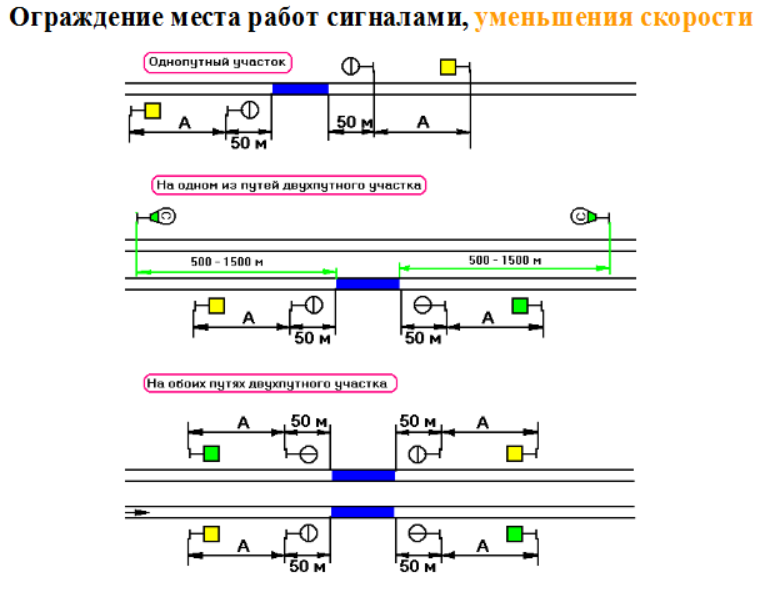 Ограждение места работ сигналами, уменьшения скорости
Однопутный участок
50 м А
А
50 м
На одном из путей двухпутного участка
С С
500 - 1500 м 500 - 1500 м
А А
50 м 50 м
На обоих путях двухпутного участка
А 50 м 50 м А
А А
50 м 50 м